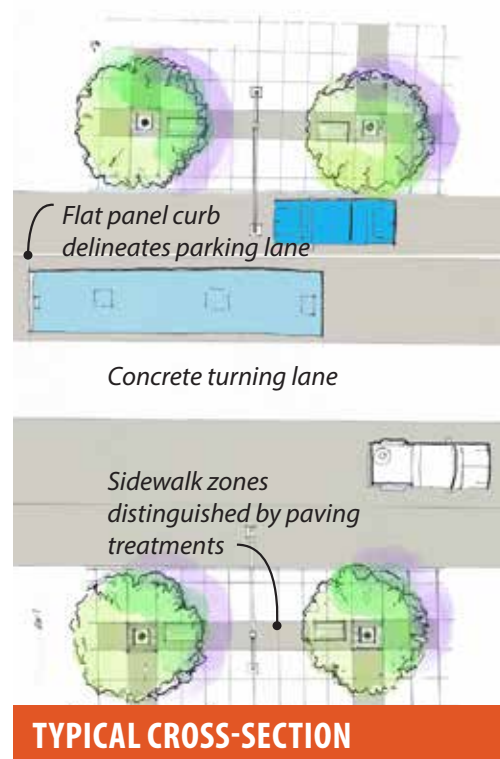 Flat panel curb
delineates parking lane
Concrete turning lane
Sidewalk zones
distinguished by paving
treatments
TYPICAL CROSS-SECTION